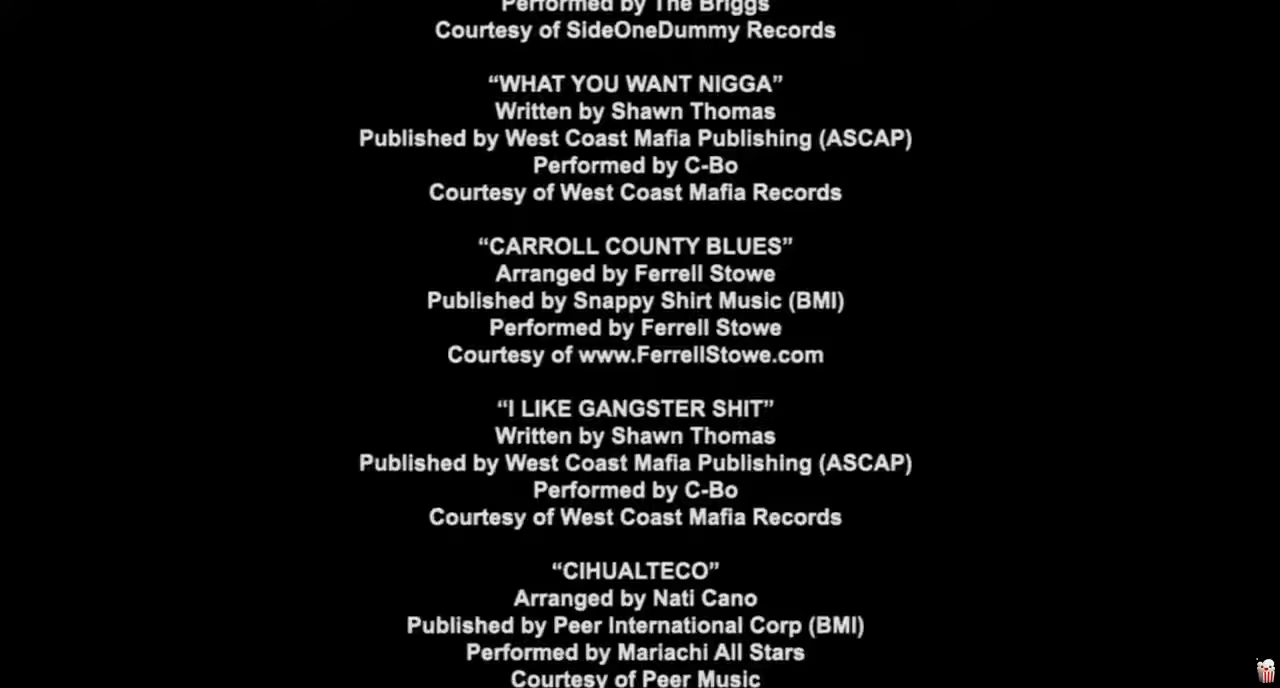 Performed by The Briggs
Courtesy of SideOneDummy Records
“WHAT YOU WANT NIGGA”
Written by Shawn Thomas
Published by West Coast Mafia Publishing (ASCAP)
Performed by C-Bo
Courtesy of West Coast Mafia Records
“CARROLL COUNTY BLUES”
Arranged by Ferrell Stowe
Published by Snappy Shirt Music (BMI)
Performed by Ferrell Stowe
Courtesy of www.FerrellStowe.com
“I LIKE GANGSTER SHIT”
Written by Shawn Thomas
Published by West Coast Mafia Publishing (ASCAP)
Performed by C-Bo
Courtesy of West Coast Mafia Records
“CIHUALTECO”
Arranged by Nati Cano
Published by Peer International Corp (BMI)
Performed by Mariachi All Stars
Courtesy of Peer Music